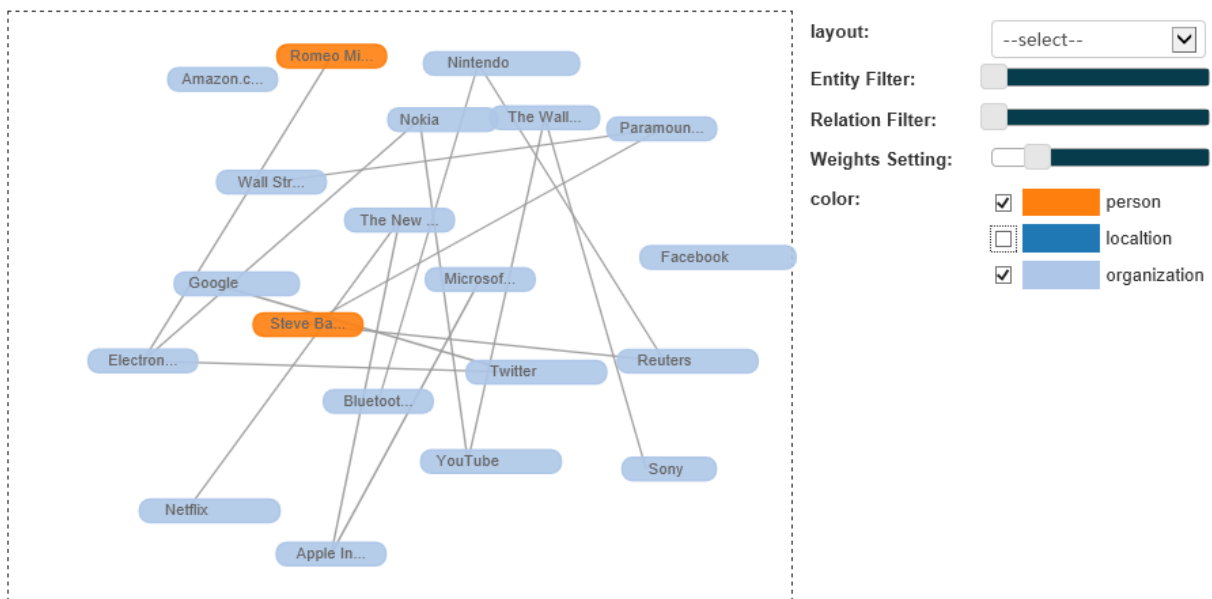 Romeo Mi...
Nintendo
Amazon.c...
Nokia
The Wall...
Paramoun...
Wall Str...
The New ...
Facebook
Google
Microsof...
Steve Ba...
Electron...
Twitter
Reuters
Bluetoot...
YouTube
Sony
Netflix
Apple In...
layout:
--select--
Entity Filter:
Relation Filter:
Weights Setting:
color:
person
localtion
organization